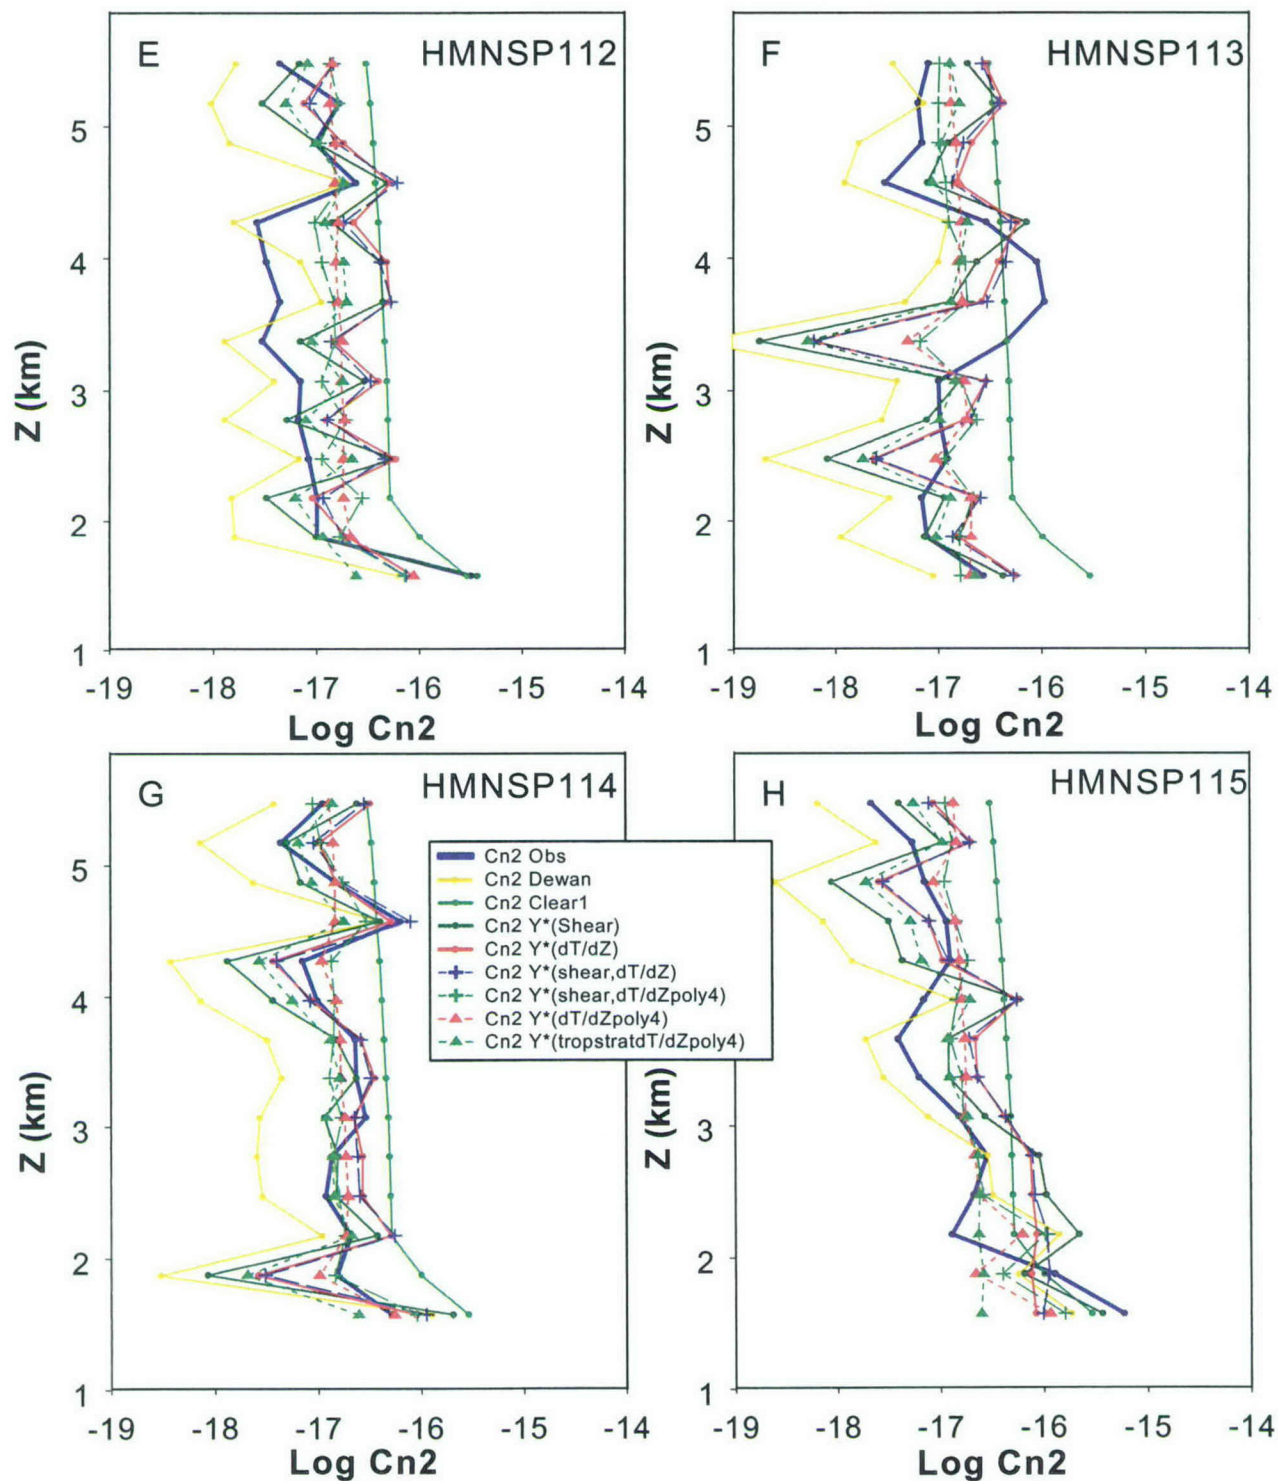 E HMNSP112
5
4
3
2
1
Z (km)
-19 -18 -17 -16 -15 -14
Log Cn2
F HMNSP113
5
4
3
2
1
Z (km)
-19 -18 -17 -16 -15 -14
Log Cn2
G HMNSP114
5
4
3
2
1
Z (km)
-19 -18 -17 -16 -15 -14
Log Cn2
Cn2 Obs
Cn2 Dewan
Cn2 Clear1
Cn2 Y*(Shear)
Cn2 Y*(dT/dZ)
Cn2 Y*(shear,dT/dZ)
Cn2 Y*(shear,dT/dZpoly4)
Cn2 Y*(dT/dZpoly4)
Cn2 Y*(tropstratdT/dZpoly4)
H HMNSP115
5
4
3
2
1
Z (km)
-19 -18 -17 -16 -15 -14
Log Cn2